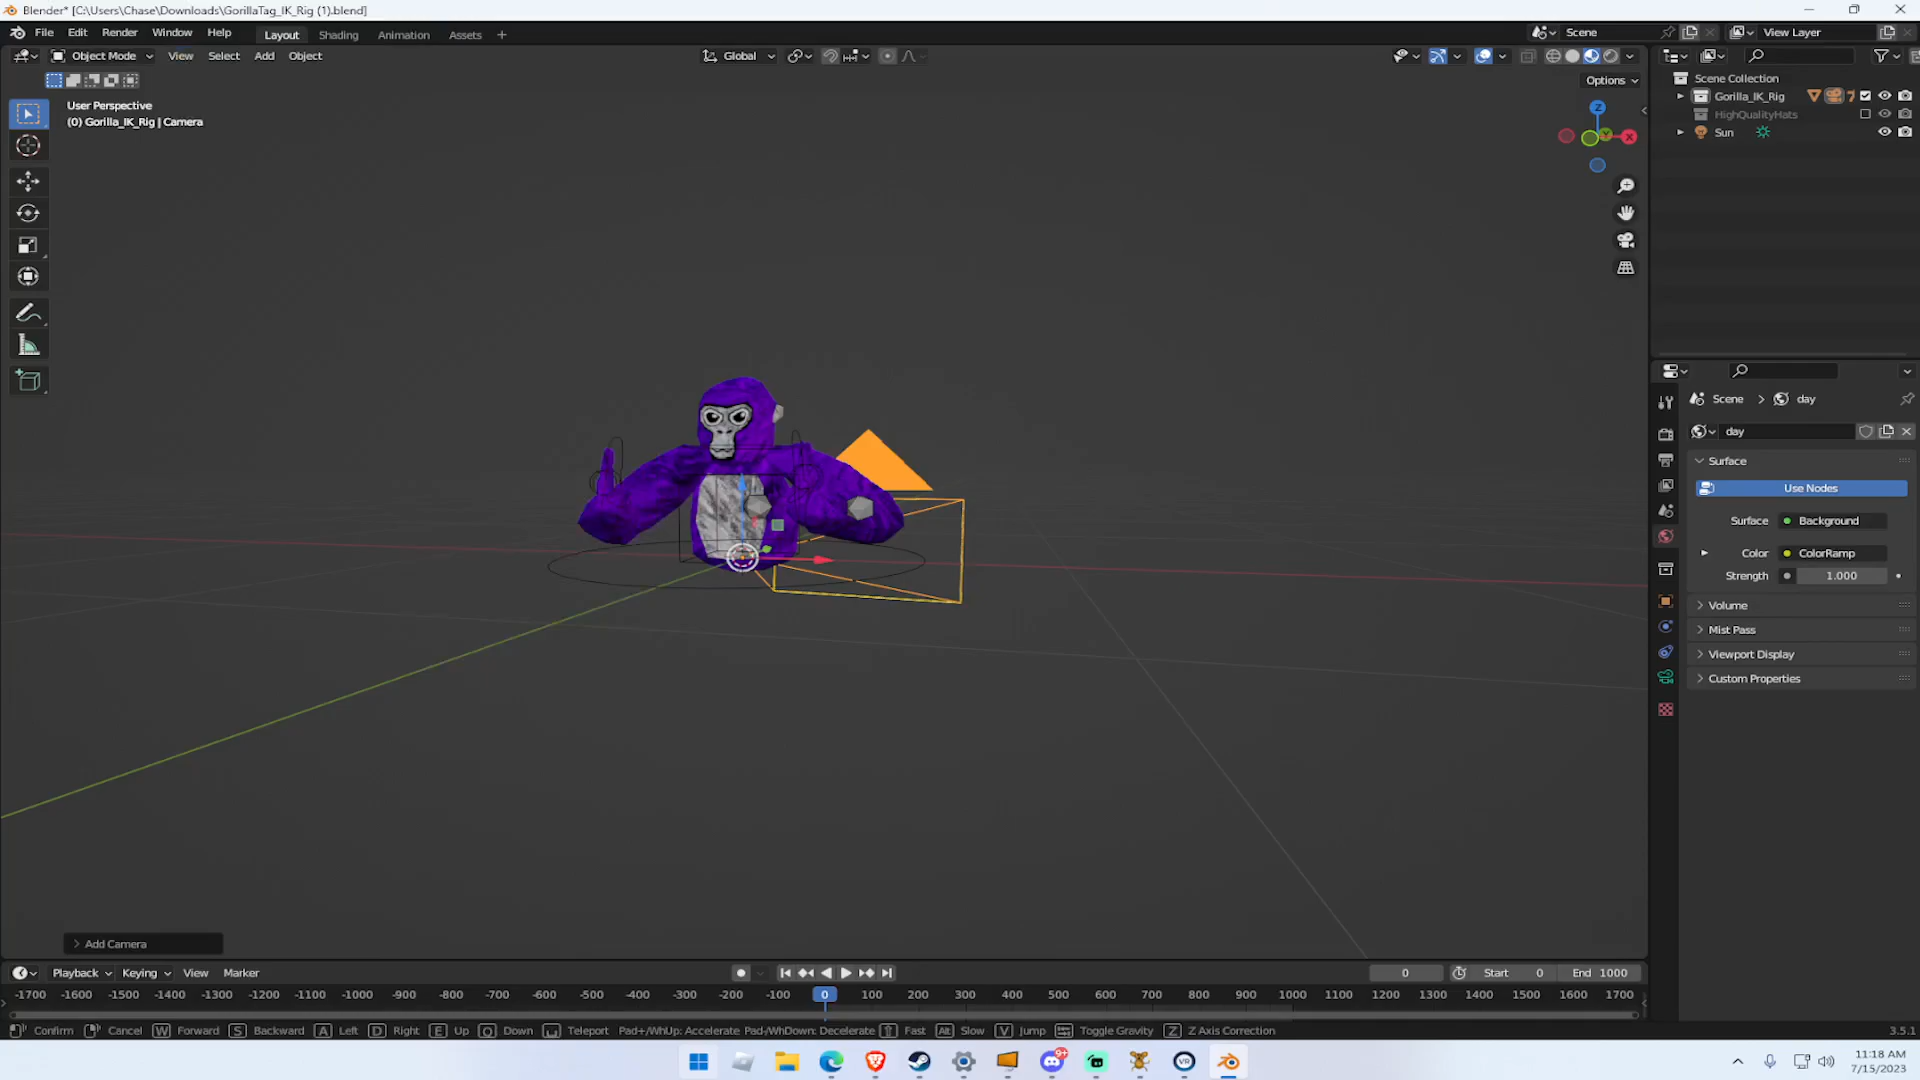 Blender* [C:\Users\Chase\Downloads\GorillaTag_IK_Rig (1).blend]
File Edit Render Window Help Layout Shading Animation Assets + Scene View Layer
Object Mode View Select Add Object Global
Options
User Perspective
(0) Gorilla_IK_Rig | Camera
Z
X
Y
Scene Collection
Gorilla_IK_Rig
HighQualityHats
Sun
Scene > day
day
Surface
Use Nodes
Surface Background
Color ColorRamp
Strength 1.000
Volume
Mist Pass
Viewport Display
Custom Properties
Add Camera
Playback Keying View Marker 0 Start 0 End 1000
-1700 -1600 -1500 -1400 -1300 -1200 -1100 -1000 -900 -800 -700 -600 -500 -400 -300 -200 -100 0 100 200 300 400 500 600 700 800 900 1000 1100 1200 1300 1400 1500 1600 1700
Confirm Cancel W Forward S Backward A Left D Right E Up Q Down Teleport Pad+/WhUp: Accelerate Pad-/WhDown: Decelerate Fast Alt Slow V Jump Toggle Gravity Z Z Axis Correction 3.5.1
9+
VR
11:18 AM
7/15/2023